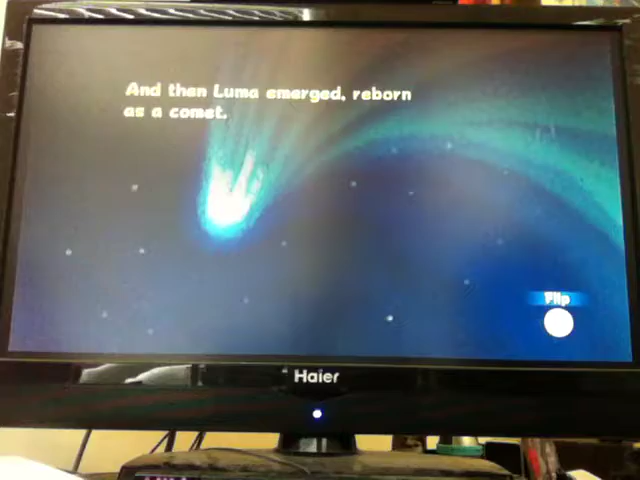 And then Luma emerged, reborn
as a comet.
Flip
Haier